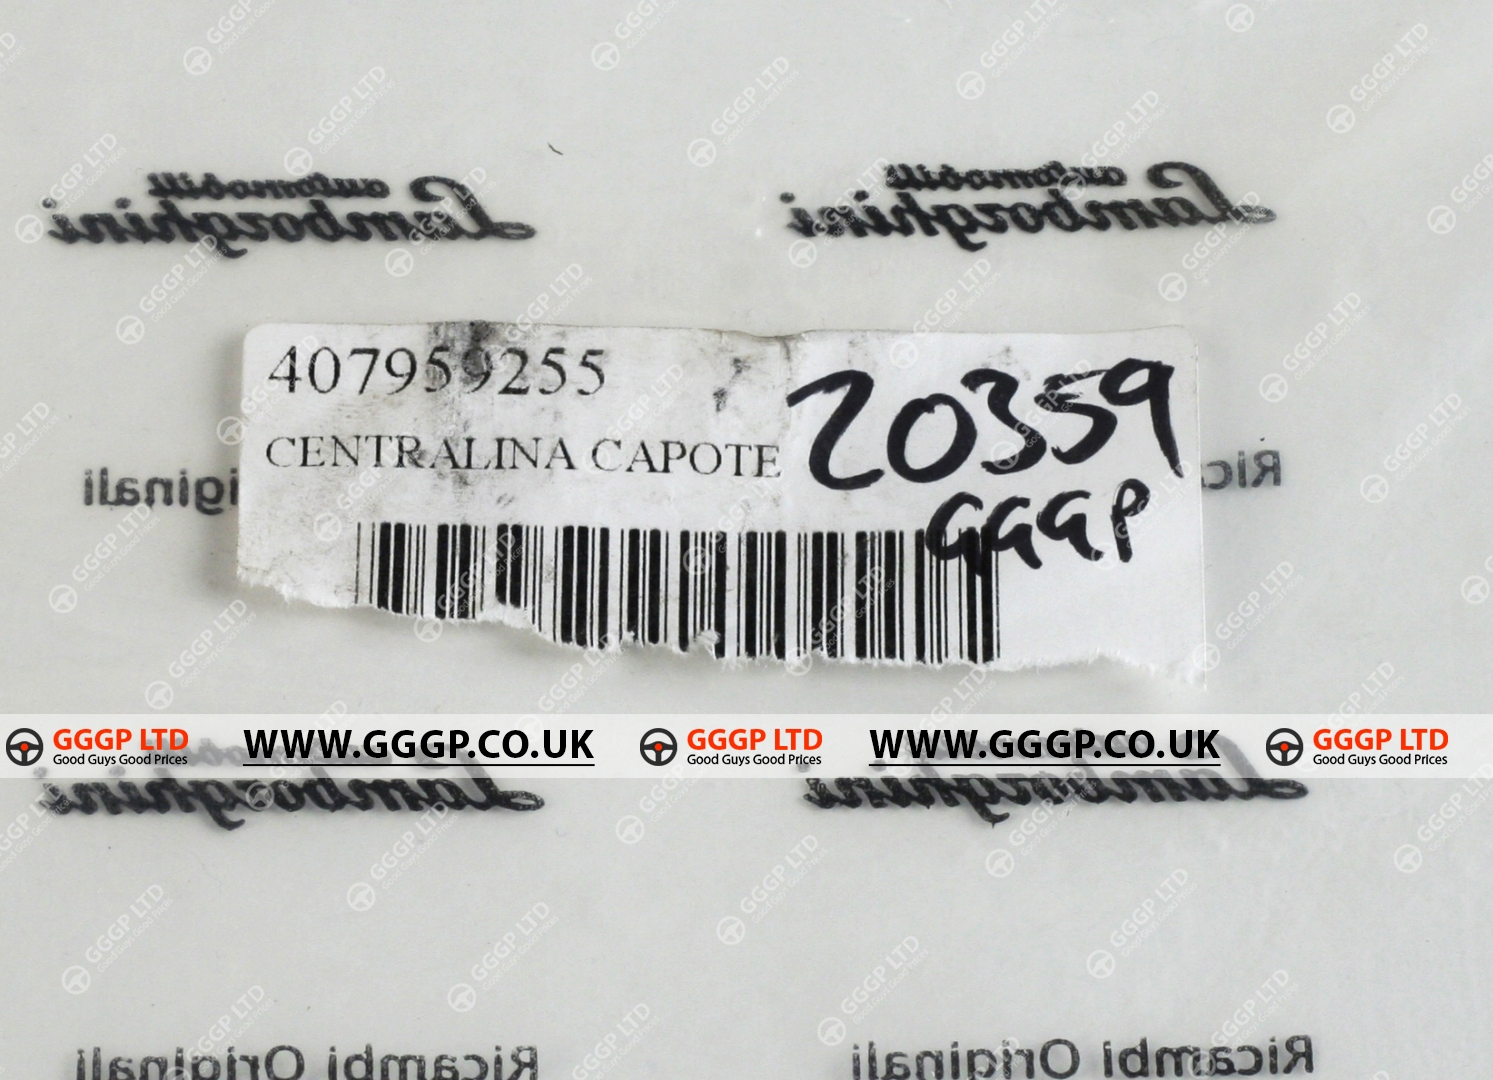 automobili
Lamborghini
automobili
Lamborghini
407959255
CENTRALINA CAPOTE
20359
GGGP
Originali
Ric
GGGP LTD
Good Guys Good Prices
WWW.GGGP.CO.UK
GGGP LTD
Good Guys Good Prices
WWW.GGGP.CO.UK
GGGP LTD
Good Guys Good Prices
Lamborghini
Lamborghini
Ricambi Originali
Ricambi Originali